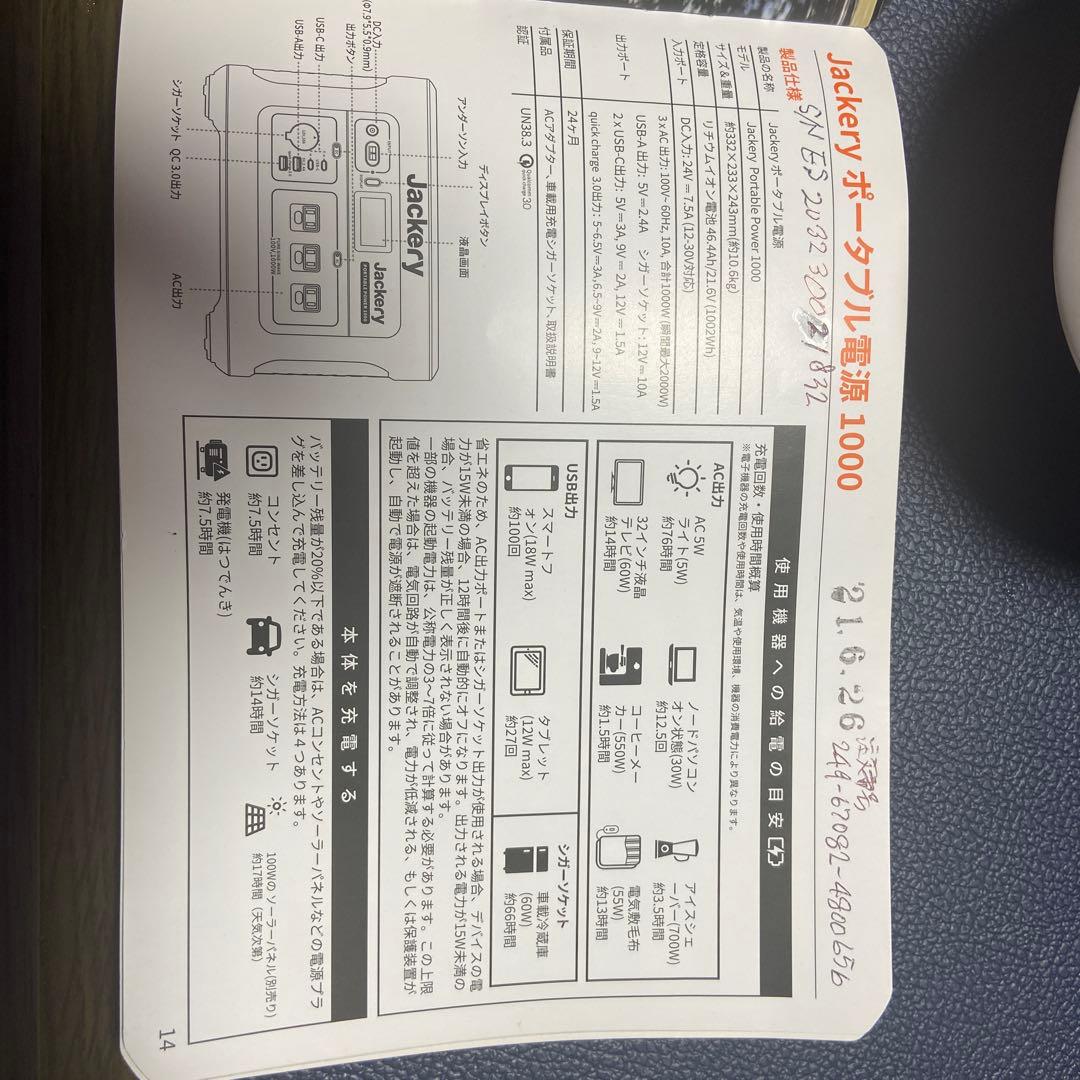 Jackery ポータブル電源 1000
'21.6.26
注文番号
249-67082-4900656
製品仕様
S/N ES 2032300
21832
製品の名称 Jackery ポータブル電源
モデル Jackery Portable Power 1000
サイズ&重量 約332×233×243mm(約10.6kg)
定格容量 リチウムイオン電池 46.4Ah/21.6V (1002Wh)
入力ポート DC入力: 24V⎓7.5A (12-30V対応)
出力ポート 3 x AC 出力: 100V~ 60Hz, 10A, 合計1000W (瞬間最大2000W)
USB-A 出力: 5V⎓2.4A シガーソケット: 12V⎓10A
2 x USB-C出力: 5V⎓3A, 9V⎓2A, 12V⎓1.5A
quick charge 3.0出力: 5~6.5V⎓3A, 6.5~9V⎓2A, 9~12V⎓1.5A
保証期間 24ヶ月
付属品 ACアダプター、車載用充電シガーソケット、取扱説明書
認証 UN38.3 Qualcomm quick charge 3.0
ディスプレイボタン
アンダーソン入力
液晶画面
DC入力
(φ7.9*5.5*0.9mm)
出力ボタン
USB-C 出力
USB-A出力
シガーソケット
QC 3.0出力
AC出力
Jackery
Jackery
PORTABLE POWER 1000
100V,1000W
使用機器への給電の目安
充電回数・使用時間概算
※電子機器の充電回数や使用時間は、気温や使用環境、機器の消費電力により異なります。
AC出力
AC 5W
ライト(5W)
約76時間
ノードパソコン
オン状態(30W)
約12.5回
アイスシェ
ーバー(700W)
約3.5時間
32インチ液晶
テレビ(60W)
約14時間
コーヒーメー
カー(550W)
約1.5時間
電気敷毛布
(55W)
約13時間
USB出力
シガーソケット
スマートフ
オン(18W max)
約100回
タブレット
(12W max)
約27回
車載冷蔵庫
(60W)
約66時間
省エネのため、AC出力ポートまたはシガーソケット出力が使用される場合、デバイスの電
力が15W未満の場合、12時間後に自動的にオフになります。出力される電力が15W未満の
場合、バッテリー残量が正しく表示されない場合があります。
一部の機器の起動電力は、公称電力の3~7倍に従って計算する必要があります。この上限
値を超えた場合は、電気回路が自動で調整され、電力が低減される、もしくは保護装置が
起動し、自動で電源が遮断されることがあります。
本体を充電する
バッテリー残量が20%以下である場合は、ACコンセントやソーラーパネルなどの電源プラ
グを差し込んで充電してください。充電方法は４つあります。
コンセント
約7.5時間
シガーソケット
約14時間
100Wのソーラーパネル(別売り)
約17時間（天気次第）
発電機(はつでんき)
約7.5時間
14